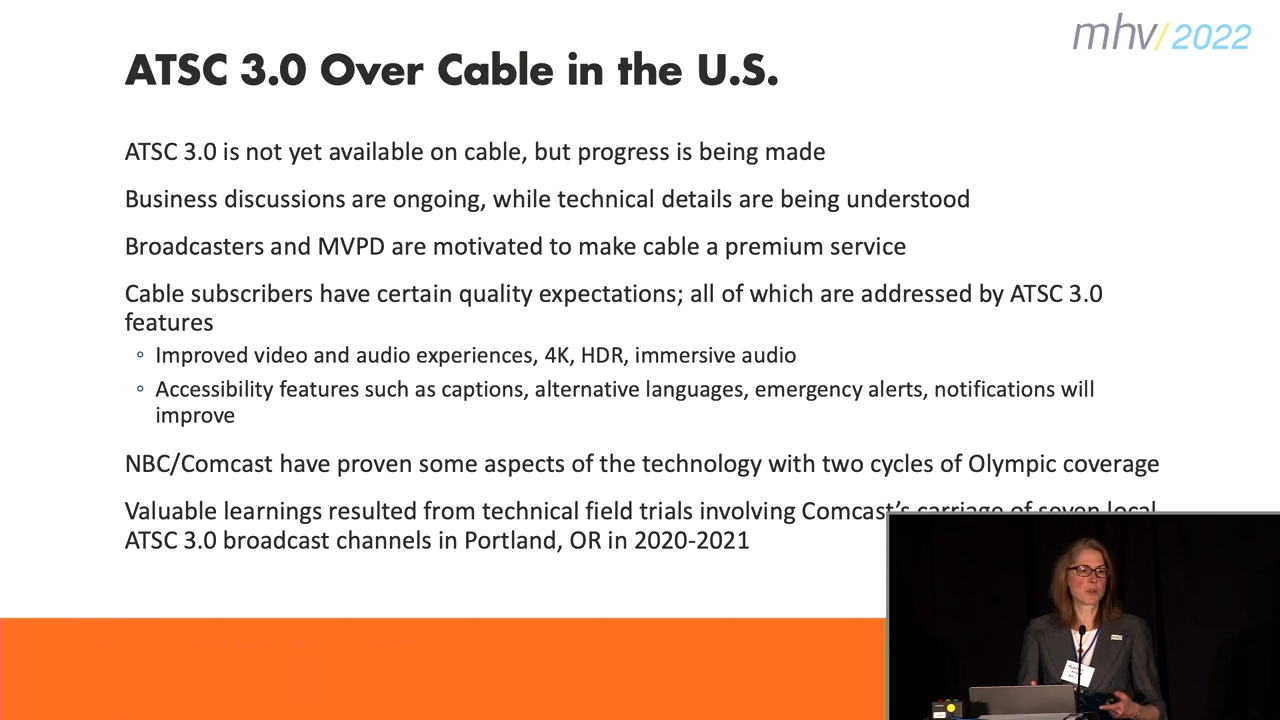 mhv/2022
ATSC 3.0 Over Cable in the U.S.
ATSC 3.0 is not yet available on cable, but progress is being made
Business discussions are ongoing, while technical details are being understood
Broadcasters and MVPD are motivated to make cable a premium service
Cable subscribers have certain quality expectations; all of which are addressed by ATSC 3.0
features
Improved video and audio experiences, 4K, HDR, immersive audio
Accessibility features such as captions, alternative languages, emergency alerts, notifications will
improve
NBC/Comcast have proven some aspects of the technology with two cycles of Olympic coverage
Valuable learnings resulted from technical field trials involving Comcast's carriage of seven local
ATSC 3.0 broadcast channels in Portland, OR in 2020-2021